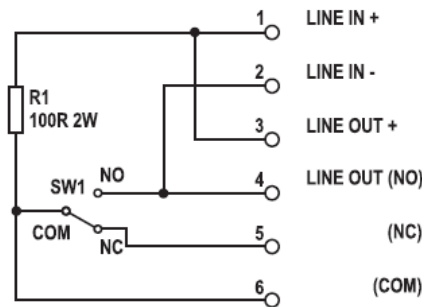 1 LINE IN +
2 LINE IN -
R1
100R 2W
3 LINE OUT +
NO
SW1
4 LINE OUT (NO)
COM
NC
5 (NC)
6 (COM)